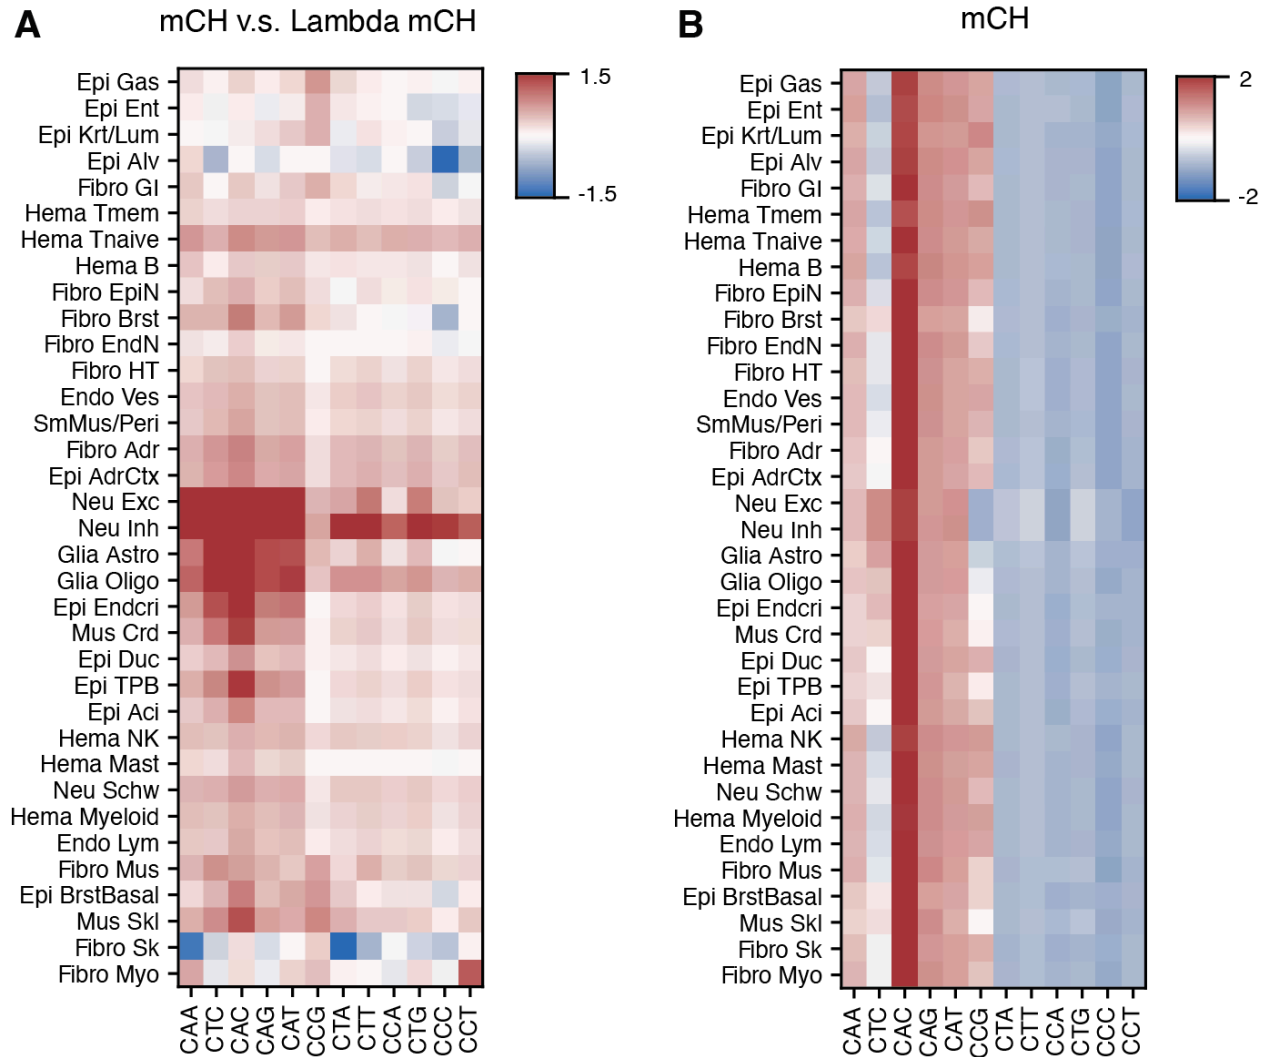 A
mCH v.s. Lambda mCH
Epi Gas
Epi Ent
Epi Krt/Lum
Epi Alv
Fibro GI
Hema Tmem
Hema Tnaive
Hema B
Fibro EpiN
Fibro Brst
Fibro EndN
Fibro HT
Endo Ves
SmMus/Peri
Fibro Adr
Epi AdrCtx
Neu Exc
Neu Inh
Glia Astro
Glia Oligo
Epi Endcri
Mus Crd
Epi Duc
Epi TPB
Epi Aci
Hema NK
Hema Mast
Neu Schw
Hema Myeloid
Endo Lym
Fibro Mus
Epi BrstBasal
Mus Skl
Fibro Sk
Fibro Myo
CAA
CTC
CAC
CAG
CAT
CCG
CTA
CTT
CCA
CTG
CCC
CCT
1.5
-1.5
B
mCH
Epi Gas
Epi Ent
Epi Krt/Lum
Epi Alv
Fibro GI
Hema Tmem
Hema Tnaive
Hema B
Fibro EpiN
Fibro Brst
Fibro EndN
Fibro HT
Endo Ves
SmMus/Peri
Fibro Adr
Epi AdrCtx
Neu Exc
Neu Inh
Glia Astro
Glia Oligo
Epi Endcri
Mus Crd
Epi Duc
Epi TPB
Epi Aci
Hema NK
Hema Mast
Neu Schw
Hema Myeloid
Endo Lym
Fibro Mus
Epi BrstBasal
Mus Skl
Fibro Sk
Fibro Myo
CAA
CTC
CAC
CAG
CAT
CCG
CTA
CTT
CCA
CTG
CCC
CCT
2
-2